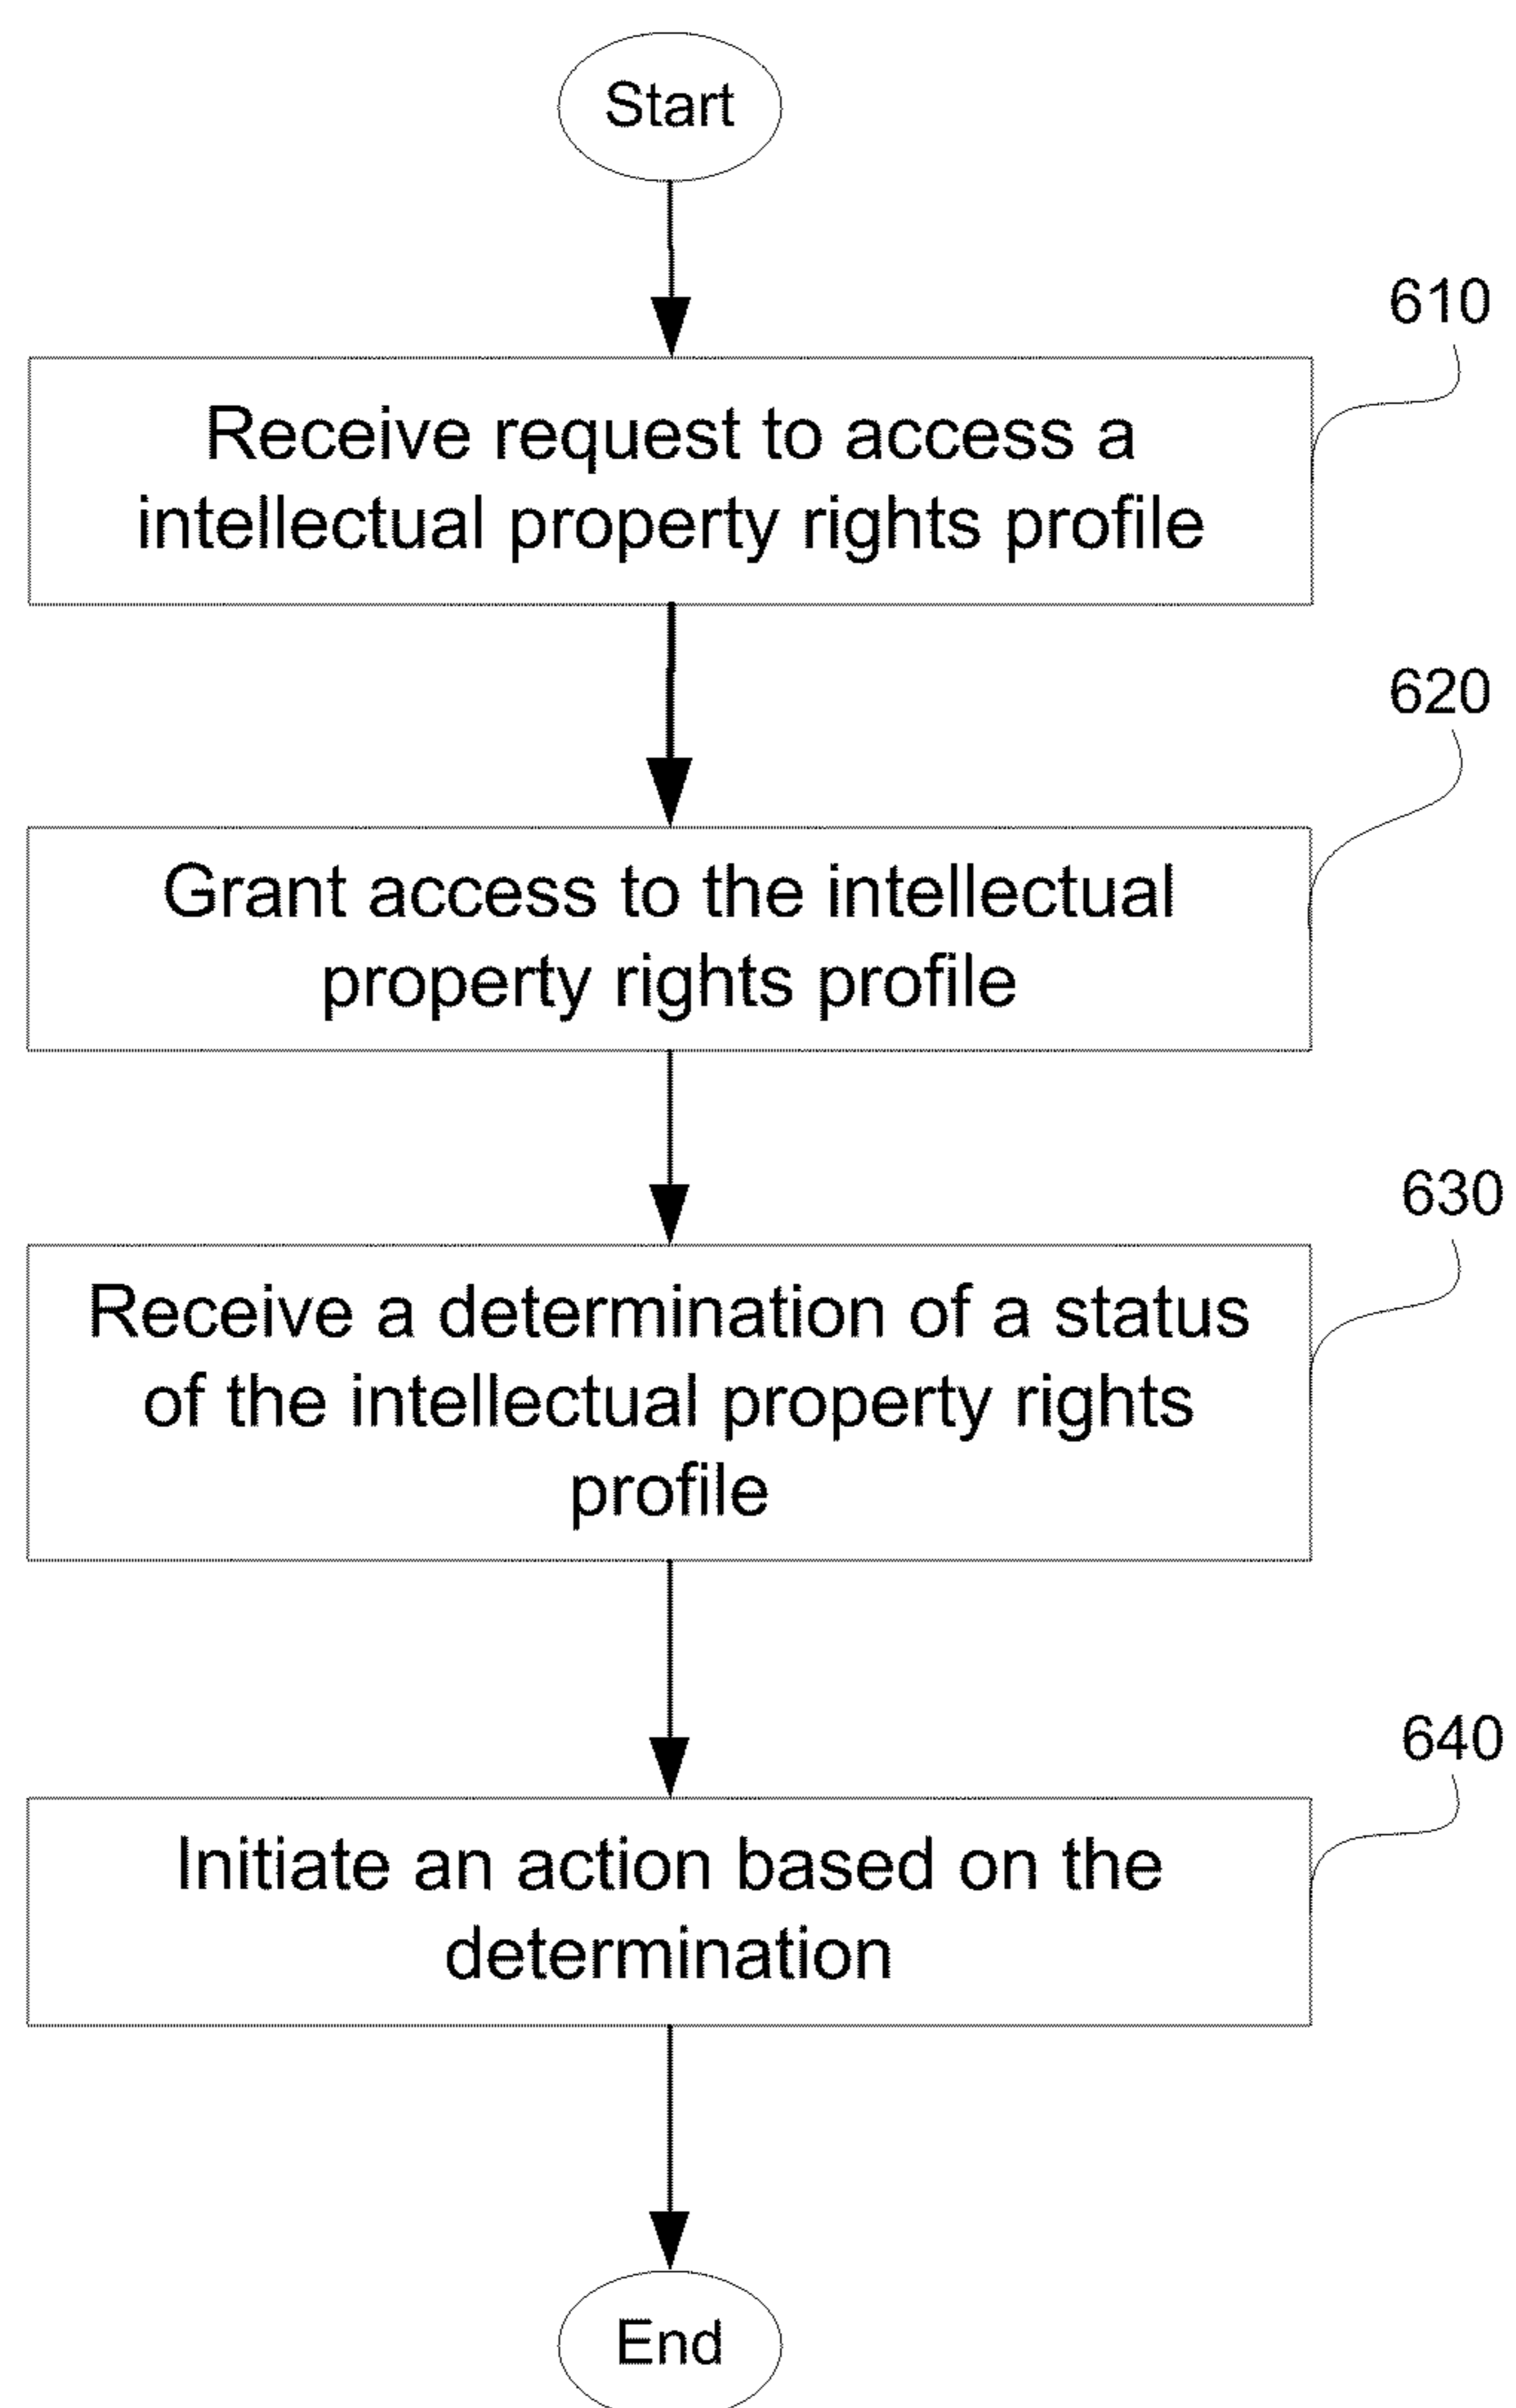 Start
610
Receive request to access a
intellectual property rights profile
620
Grant access to the intellectual
property rights profile
630
Receive a determination of a status
of the intellectual property rights
profile
640
Initiate an action based on the
determination
End